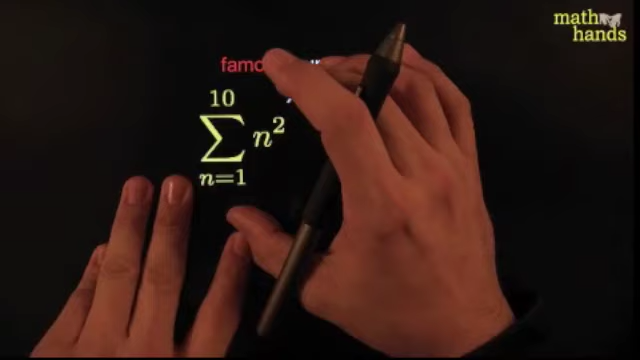 math
hands
10
∑ n²
n=1